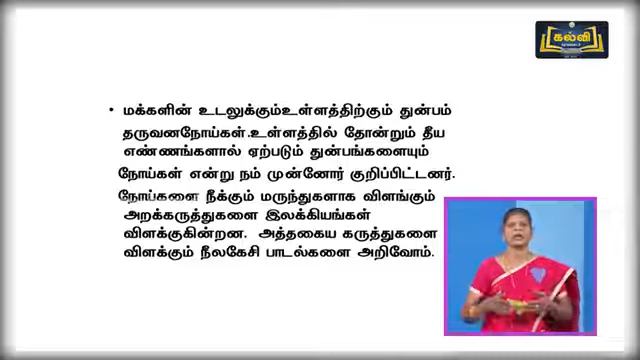 கல்வி
• மக்களின் உடலுக்கும்உள்ளத்திற்கும் துன்பம்
தருவனநோய்கள்.உள்ளத்தில் தோன்றும் தீய
எண்ணங்களால் ஏற்படும் துன்பங்களையும்
நோய்கள் என்று நம் முன்னோர் குறிப்பிட்டனர்.
நோய்களை நீக்கும் மருந்துகளாக விளங்கும்
அறக்கருத்துகளை இலக்கியங்கள்
விளக்குகின்றன. அத்தகைய கருத்துகளை
விளக்கும் நீலகேசி பாடல்களை அறிவோம்.